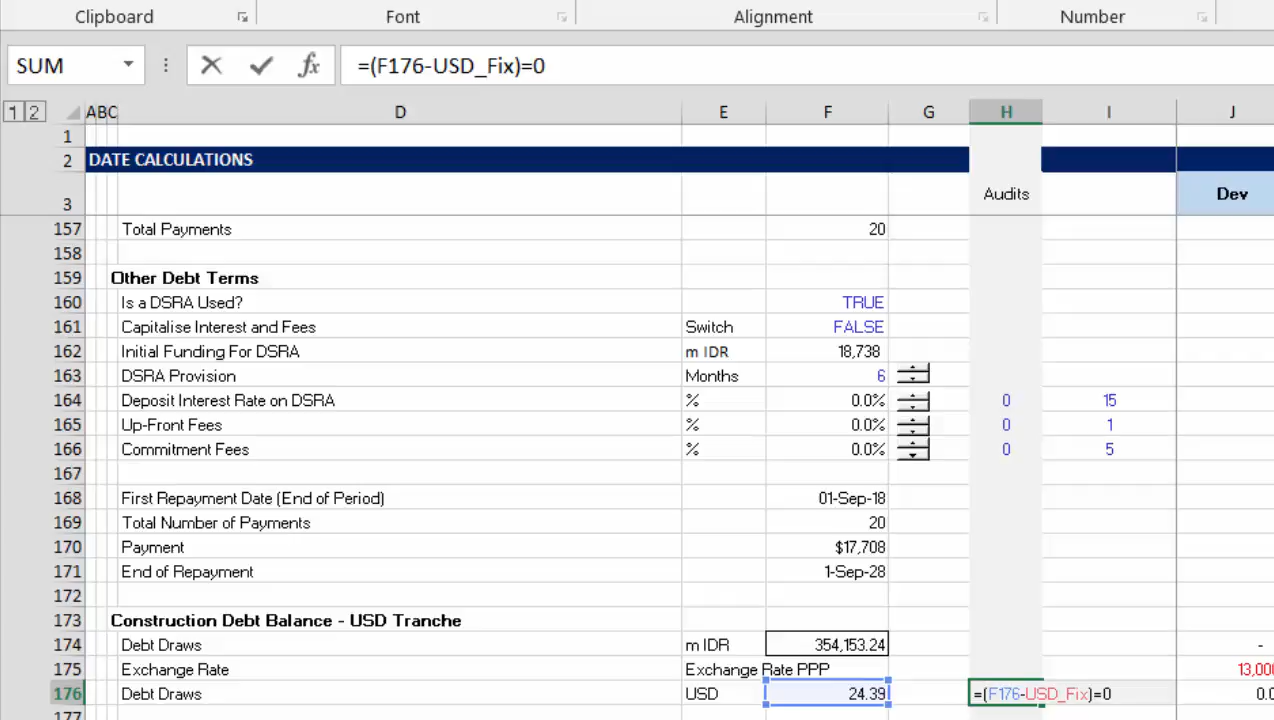 Clipboard Font Alignment Number
SUM =(F176-USD_Fix)=0
1 2 A B C D E F G H I J
1
2 DATE CALCULATIONS
3 Audits Dev
157 Total Payments 20
158
159 Other Debt Terms
160 Is a DSRA Used? TRUE
161 Capitalise Interest and Fees Switch FALSE
162 Initial Funding For DSRA m IDR 18,738
163 DSRA Provision Months 6
164 Deposit Interest Rate on DSRA % 0.0% 0 15
165 Up-Front Fees % 0.0% 0 1
166 Commitment Fees % 0.0% 0 5
167
168 First Repayment Date (End of Period) 01-Sep-18
169 Total Number of Payments 20
170 Payment $17,708
171 End of Repayment 1-Sep-28
172
173 Construction Debt Balance - USD Tranche
174 Debt Draws m IDR 354,153.24 -
175 Exchange Rate Exchange Rate PPP 13,000
176 Debt Draws USD 24.39 =(F176-USD_Fix)=0 0.0
177